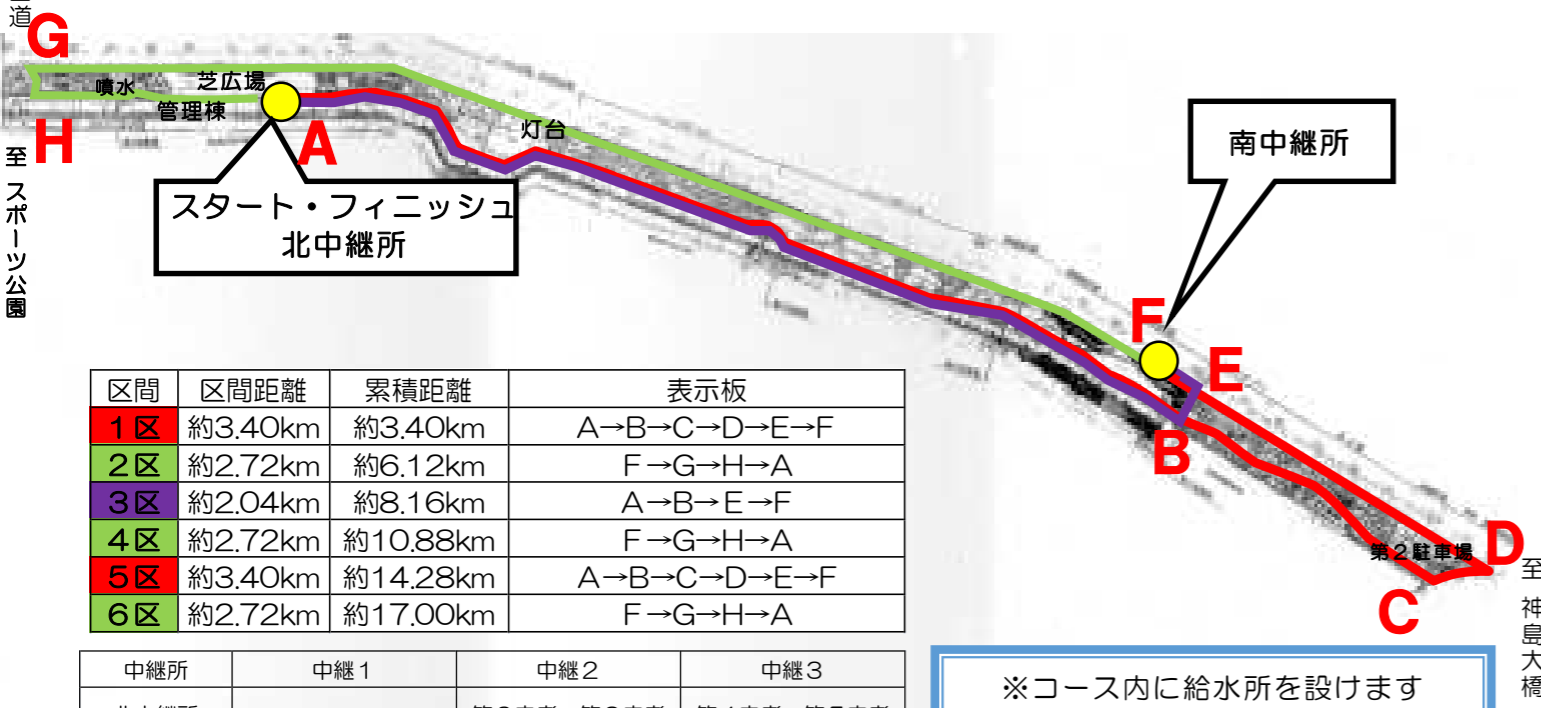 道
G
噴水
芝広場
管理棟
H
A
灯台
至 スポーツ公園
スタート・フィニッシュ
北中継所
南中継所
F
E
B
D
第2駐車場
C
至 神島大橋
区間 区間距離 累積距離 表示板
1区 約3.40km 約3.40km A→B→C→D→E→F
2区 約2.72km 約6.12km F→G→H→A
3区 約2.04km 約8.16km A→B→E→F
4区 約2.72km 約10.88km F→G→H→A
5区 約3.40km 約14.28km A→B→C→D→E→F
6区 約2.72km 約17.00km F→G→H→A
中継所 中継1 中継2 中継3
※コース内に給水所を設けます